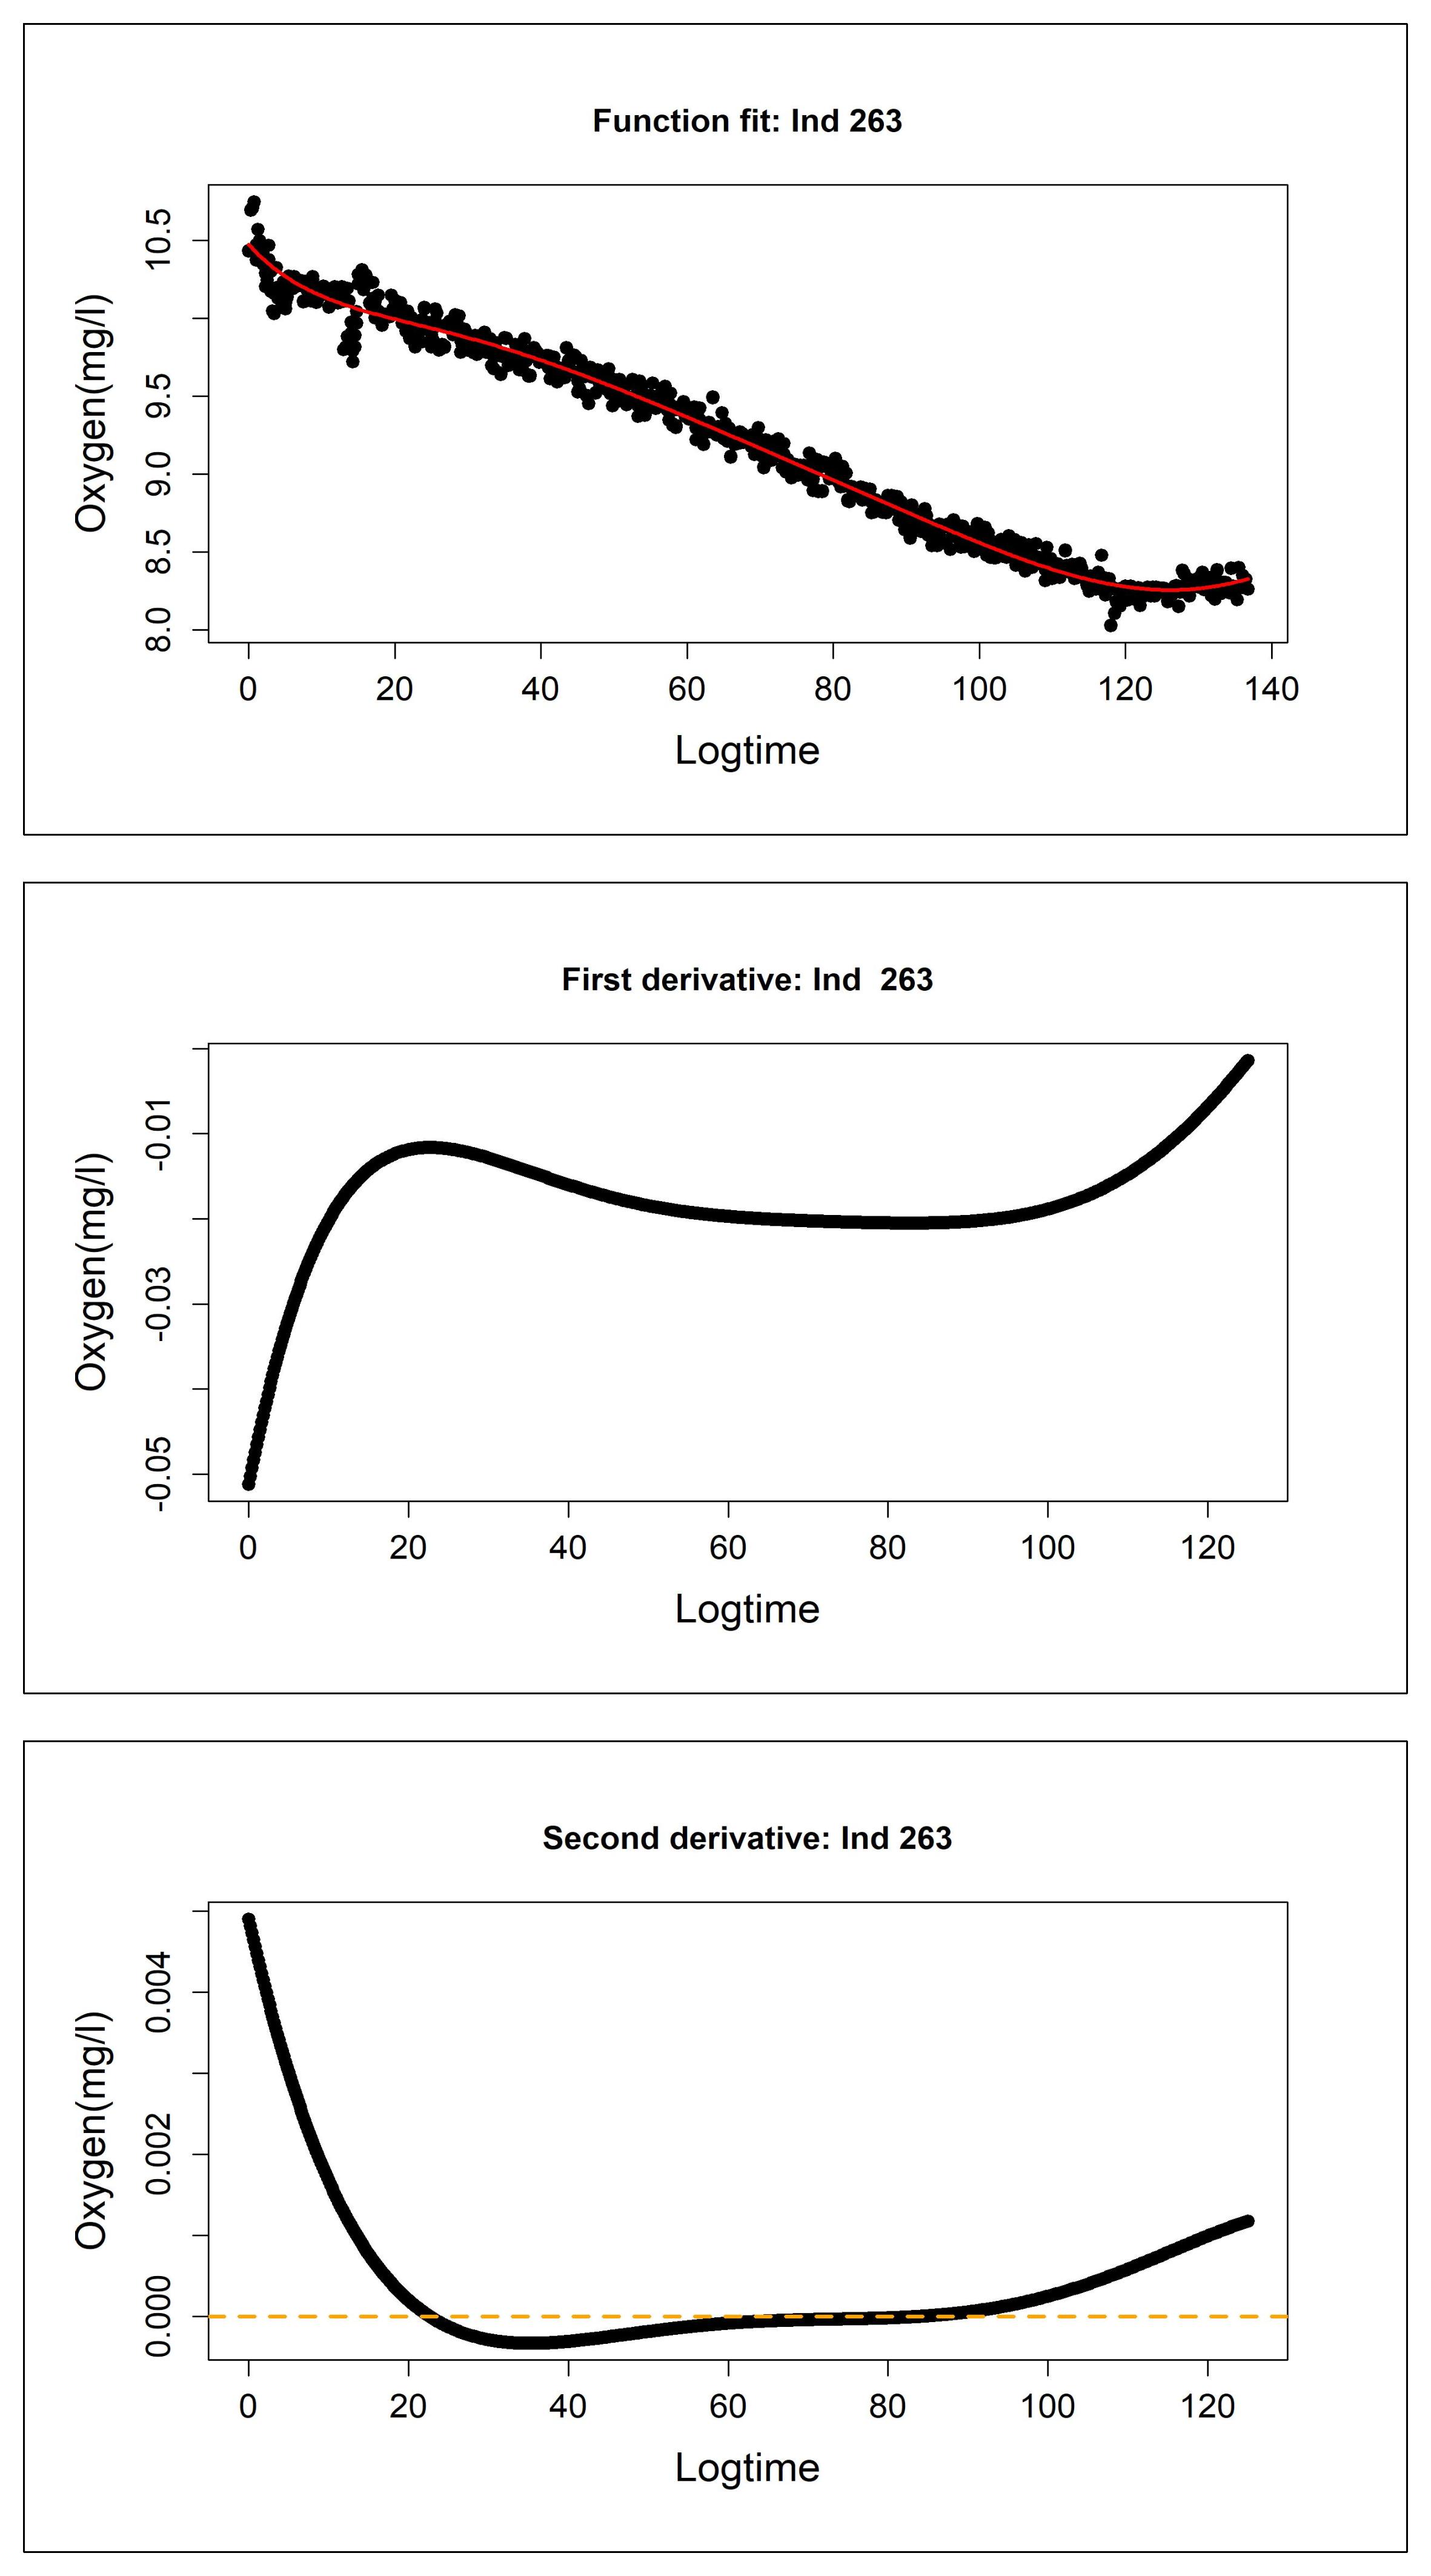 Function fit: Ind 263
Oxygen(mg/l)
10.5
9.5
9.0
8.5
8.0
0 20 40 60 80 100 120 140
Logtime
First derivative: Ind  263
Oxygen(mg/l)
-0.01
-0.03
-0.05
0 20 40 60 80 100 120
Logtime
Second derivative: Ind 263
Oxygen(mg/l)
0.004
0.002
0.000
0 20 40 60 80 100 120
Logtime